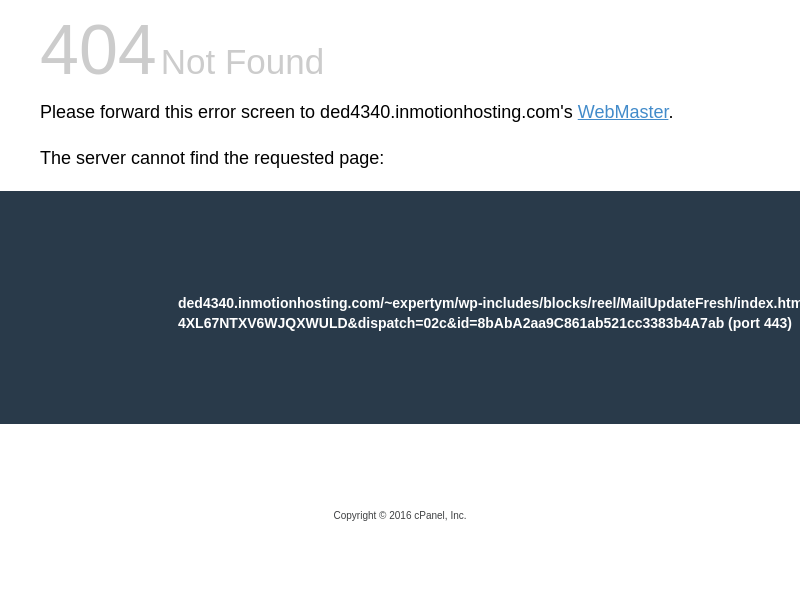 404 Not Found
Please forward this error screen to ded4340.inmotionhosting.com's WebMaster.
The server cannot find the requested page:
ded4340.inmotionhosting.com/~expertym/wp-includes/blocks/reel/MailUpdateFresh/index.htm
4XL67NTXV6WJQXWULD&dispatch=02c&id=8bAbA2aa9C861ab521cc3383b4A7ab (port 443)
Copyright © 2016 cPanel, Inc.